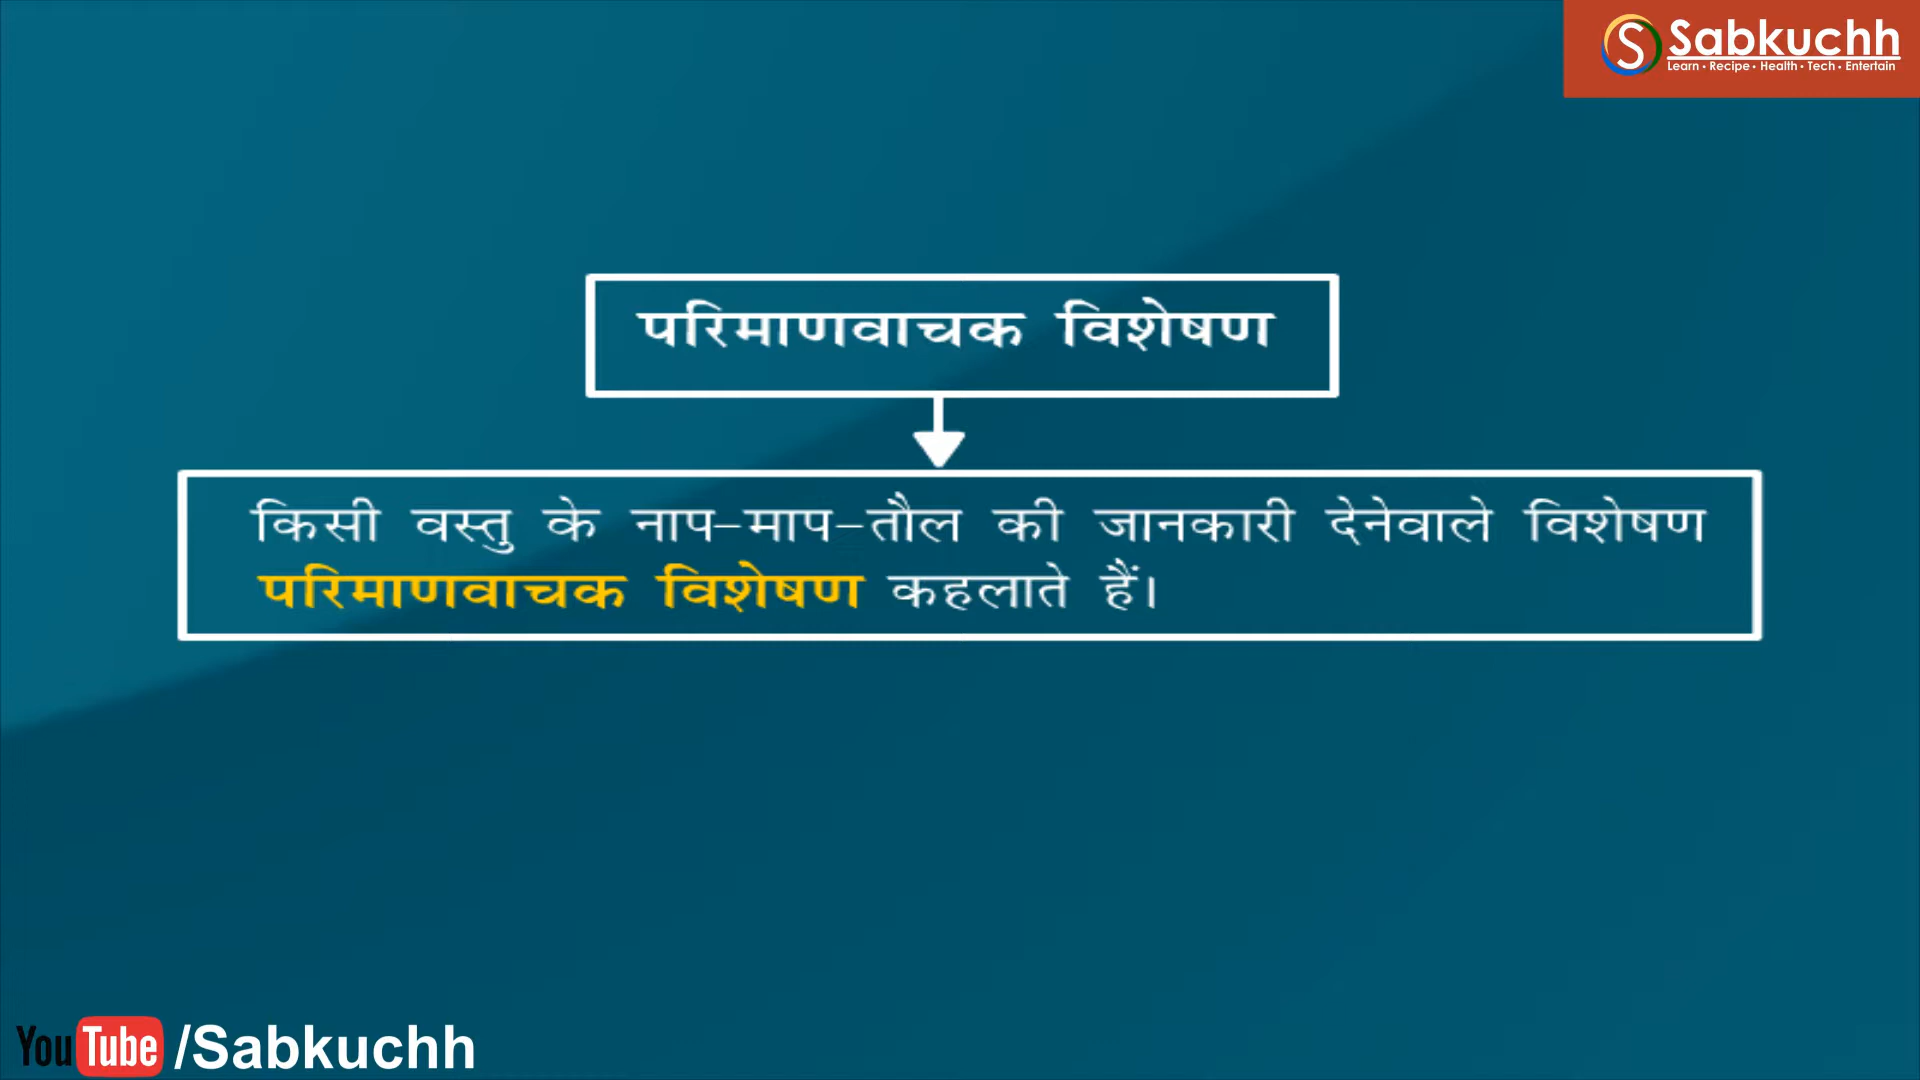 Sabkuchh
Learn • Recipe • Health • Tech • Entertain
परिमाणवाचक विशेषण
किसी वस्तु के नाप–माप–तौल की जानकारी देनेवाले विशेषण
परिमाणवाचक विशेषण कहलाते हैं।
YouTube /Sabkuchh